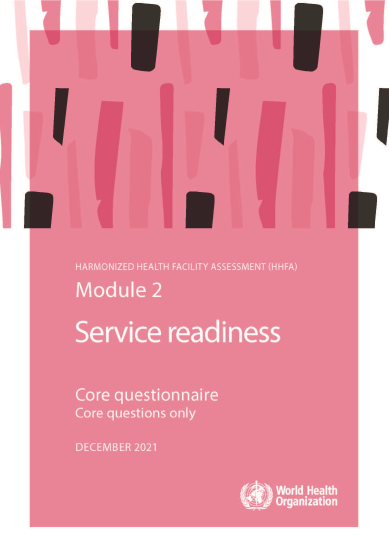 HARMONIZED HEALTH FACILITY ASSESSMENT (HHFA)
Module 2
Service readiness
Core questionnaire
Core questions only
DECEMBER 2021
World Health
Organization